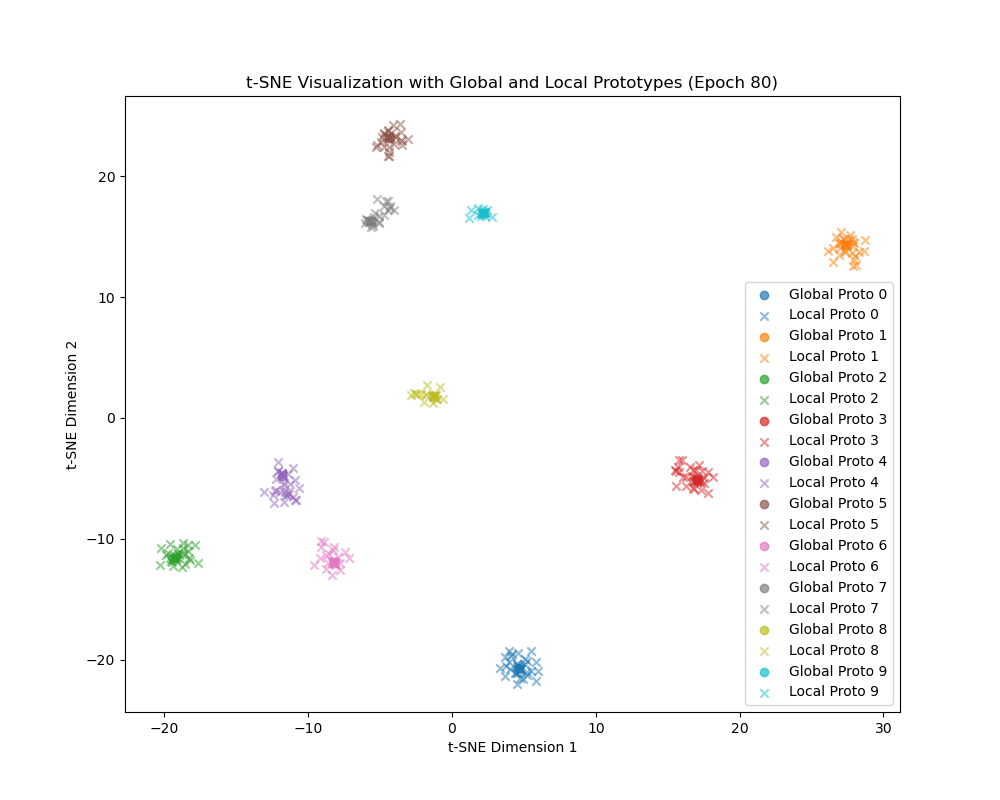 t-SNE Visualization with Global and Local Prototypes (Epoch 80)
t-SNE Dimension 2
20
10
0
−10
−20
Global Proto 0
Local Proto 0
Global Proto 1
Local Proto 1
Global Proto 2
Local Proto 2
Global Proto 3
Local Proto 3
Global Proto 4
Local Proto 4
Global Proto 5
Local Proto 5
Global Proto 6
Local Proto 6
Global Proto 7
Local Proto 7
Global Proto 8
Local Proto 8
Global Proto 9
Local Proto 9
−20 −10 0 10 20 30
t-SNE Dimension 1